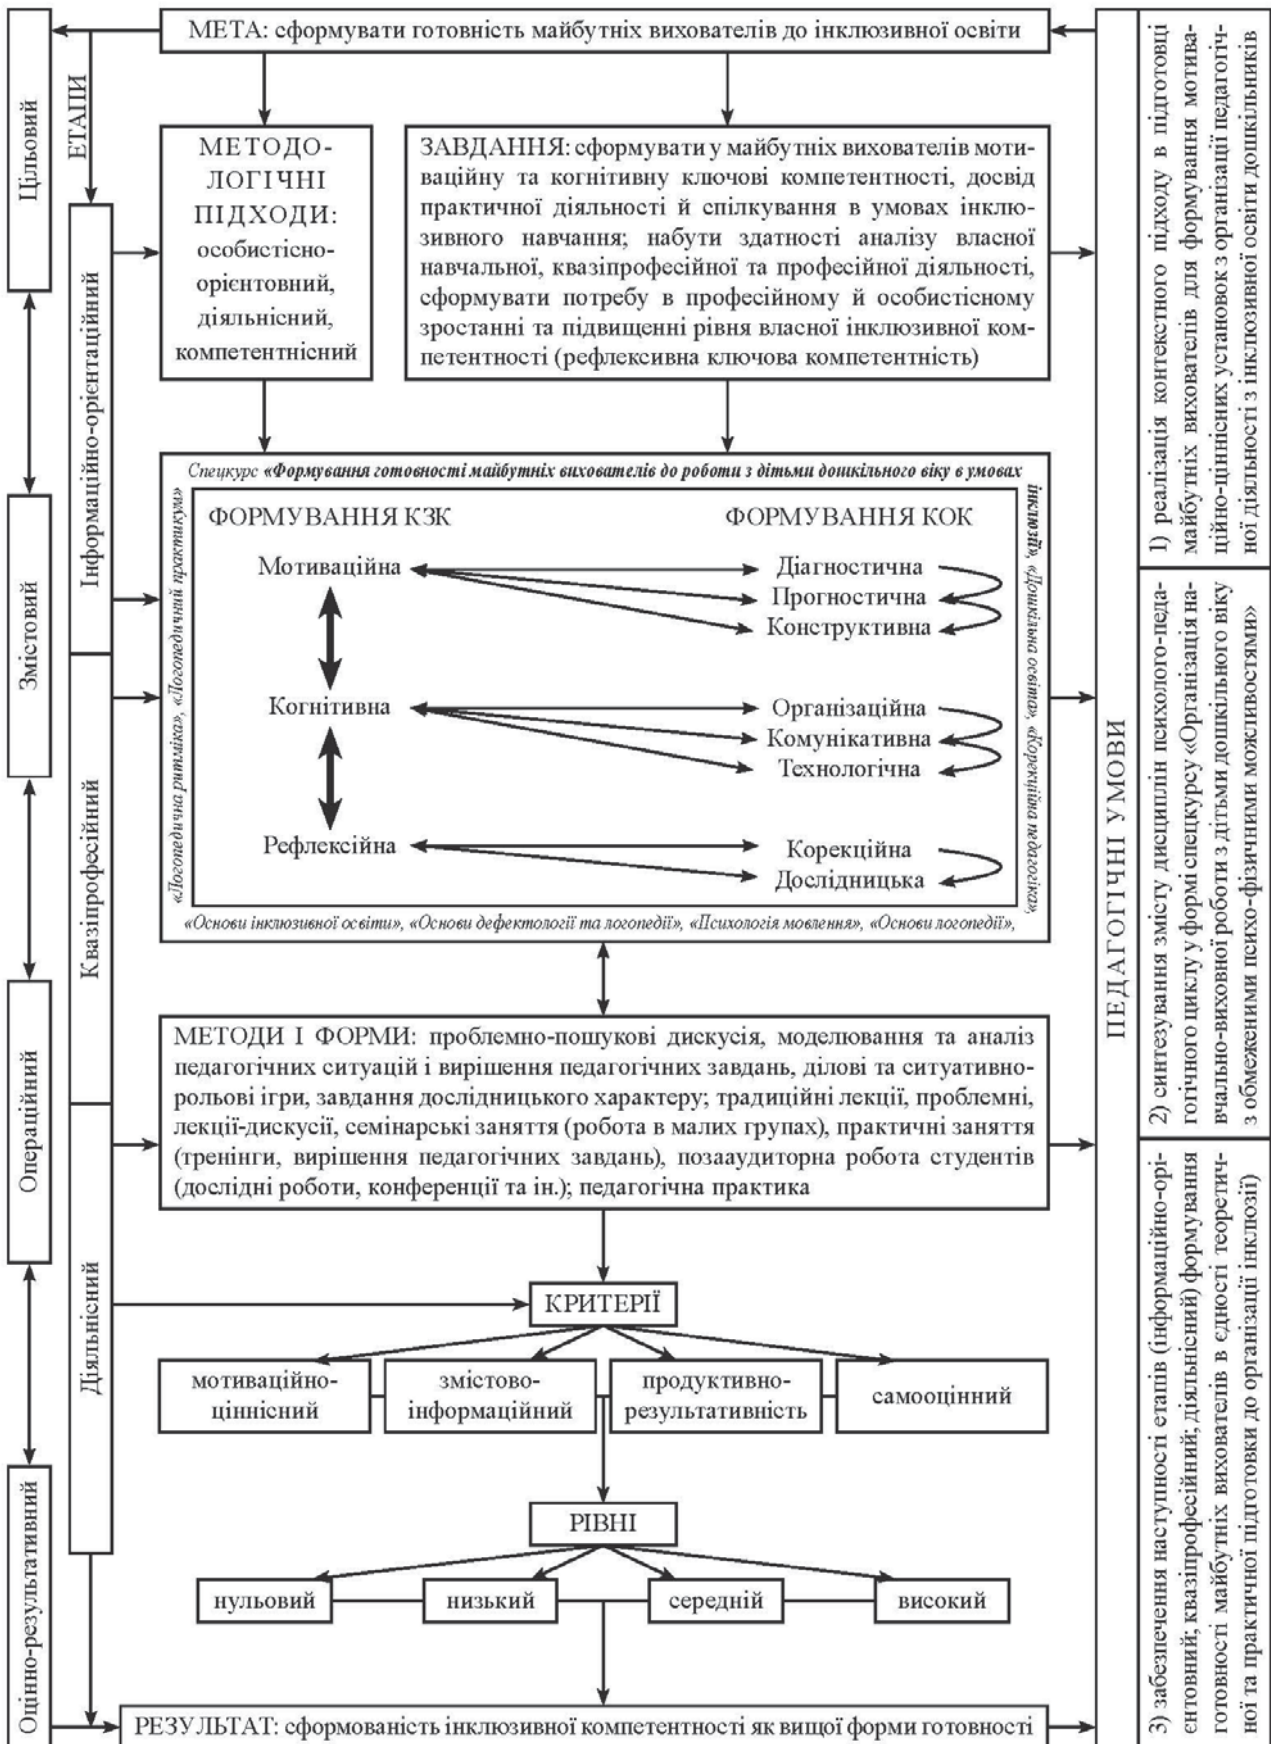 МЕТА: сформувати готовність майбутніх вихователів до інклюзивної освіти
Цільовий
Змістовий
Операційний
Оцінно-результативний
ЕТАПИ
Інформаційно-орієнтаційний
Квазіпрофесійний
Діяльнісний
МЕТОДО-
ЛОГІЧНІ
ПІДХОДИ:
особистісно-
орієнтовний,
діяльнісний,
компетентнісний
ЗАВДАННЯ: сформувати у майбутніх вихователів моти-
ваційну та когнітивну ключові компетентності, досвід
практичної діяльності й спілкування в умовах інклю-
зивного навчання; набути здатності аналізу власної
навчальної, квазіпрофесійної та професійної діяльності,
сформувати потребу в професійному й особистісному
зростанні та підвищенні рівня власної інклюзивної ком-
петентності (рефлексивна ключова компетентність)
Спецкурс «Формування готовності майбутніх вихователів до роботи з дітьми дошкільного віку в умовах
інклюзії», «Дошкільна освіта», «Корекційна педагогіка»,
«Основи інклюзивної освіти», «Основи дефектології та логопедії», «Психологія мовлення», «Основи логопедії»,
«Логопедична ритміка», «Логопедичний практикум»
ФОРМУВАННЯ КЗК
ФОРМУВАННЯ КОК
Мотиваційна
Діагностична
Прогностична
Конструктивна
Когнітивна
Організаційна
Комунікативна
Технологічна
Рефлексійна
Корекційна
Дослідницька
МЕТОДИ І ФОРМИ: проблемно-пошукові дискусія, моделювання та аналіз
педагогічних ситуацій і вирішення педагогічних завдань, ділові та ситуативно-
рольові ігри, завдання дослідницького характеру; традиційні лекції, проблемні,
лекції-дискусії, семінарські заняття (робота в малих групах), практичні заняття
(тренінги, вирішення педагогічних завдань), позааудиторна робота студентів
(дослідні роботи, конференції та ін.); педагогічна практика
КРИТЕРІЇ
мотиваційно-
ціннісний
змістово-
інформаційний
продуктивно-
результативність
самооцінний
РІВНІ
нульовий
низький
середній
високий
РЕЗУЛЬТАТ: сформованість інклюзивної компетентності як вищої форми готовності
ПЕДАГОГІЧНІ УМОВИ
1) реалізація контекстного підходу в підготовці
майбутніх вихователів для формування мотива-
ційно-ціннісних установок з організації педагогіч-
ної діяльності з інклюзивної освіти дошкільників
2) синтезування змісту дисциплін психолого-педа-
гогічного циклу у формі спецкурсу «Організація на-
вчально-виховної роботи з дітьми дошкільного віку
з обмеженими психо-фізичними можливостями»
3) забезпечення наступності етапів (інформаційно-орі-
єнтовний; квазіпрофесійний; діяльнісний) формування
готовності майбутніх вихователів в єдності теоретич-
ної та практичної підготовки до організації інклюзії)